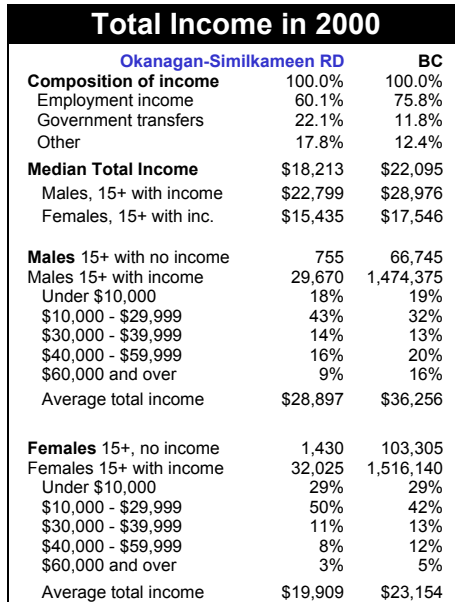 Total Income in 2000
Okanagan-Similkameen RD BC
Composition of income 100.0% 100.0%
Employment income 60.1% 75.8%
Government transfers 22.1% 11.8%
Other 17.8% 12.4%
Median Total Income $18,213 $22,095
Males, 15+ with income $22,799 $28,976
Females, 15+ with inc. $15,435 $17,546
Males 15+ with no income 755 66,745
Males 15+ with income 29,670 1,474,375
Under $10,000 18% 19%
$10,000 - $29,999 43% 32%
$30,000 - $39,999 14% 13%
$40,000 - $59,999 16% 20%
$60,000 and over 9% 16%
Average total income $28,897 $36,256
Females 15+, no income 1,430 103,305
Females 15+ with income 32,025 1,516,140
Under $10,000 29% 29%
$10,000 - $29,999 50% 42%
$30,000 - $39,999 11% 13%
$40,000 - $59,999 8% 12%
$60,000 and over 3% 5%
Average total income $19,909 $23,154